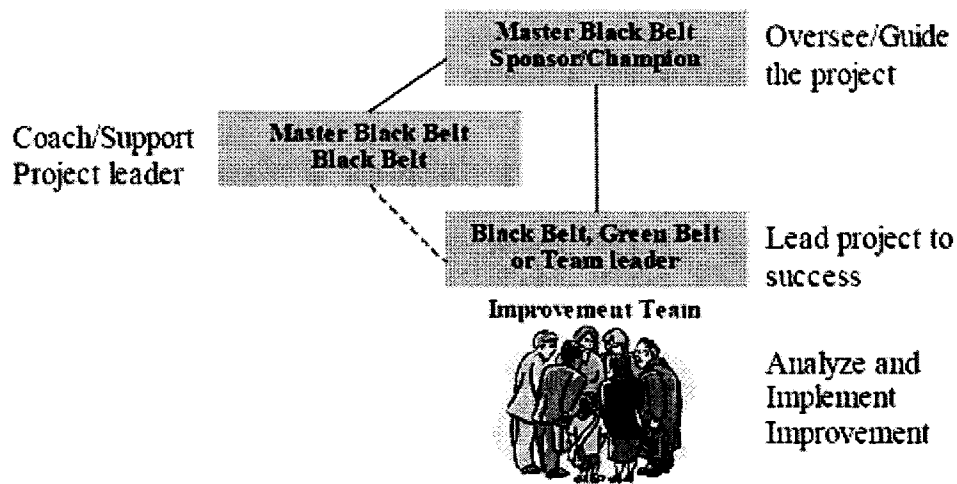 Master Black Belt
Sponsor/Champion
Oversee/Guide
the project
Coach/Support
Project leader
Master Black Belt
Black Belt
Black Belt, Green Belt
or Team leader
Lead project to
success
Improvement Team
Analyze and
Implement
Improvement